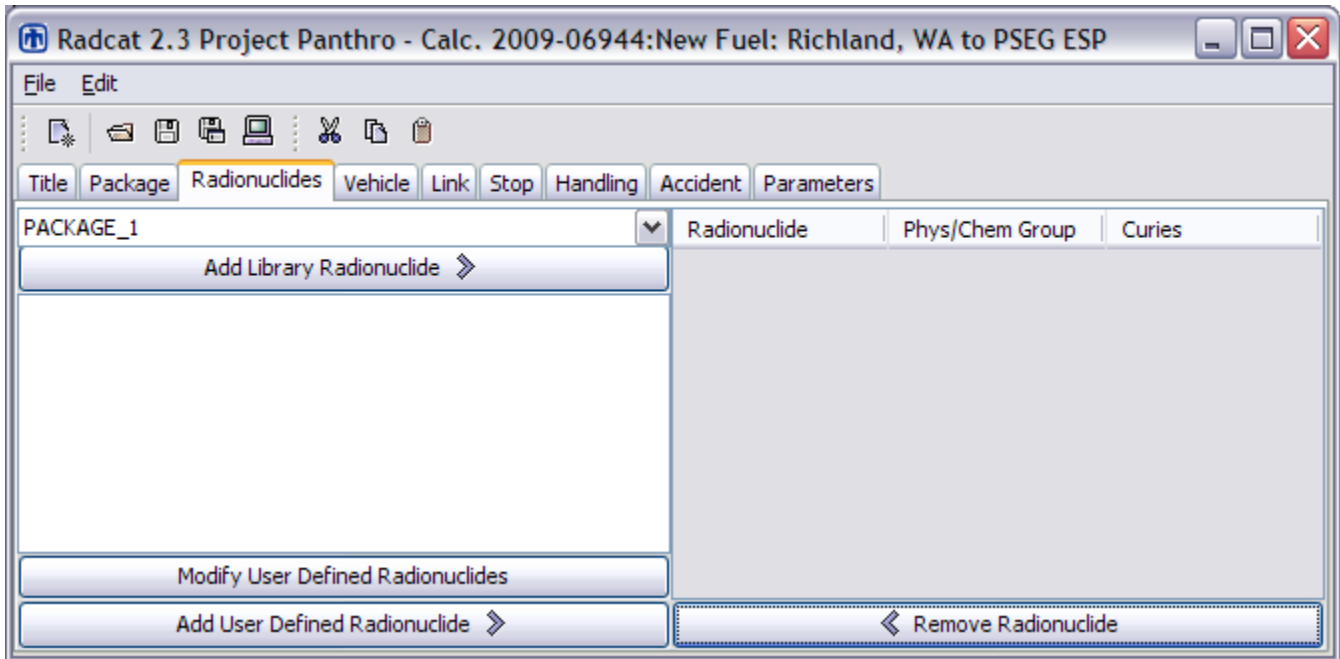 Radcat 2.3 Project Panthro - Calc. 2009-06944:New Fuel: Richland, WA to PSEG ESP
File Edit
Title Package Radionuclides Vehicle Link Stop Handling Accident Parameters
PACKAGE_1 Radionuclide Phys/Chem Group Curies
Add Library Radionuclide
Modify User Defined Radionuclides
Add User Defined Radionuclide Remove Radionuclide